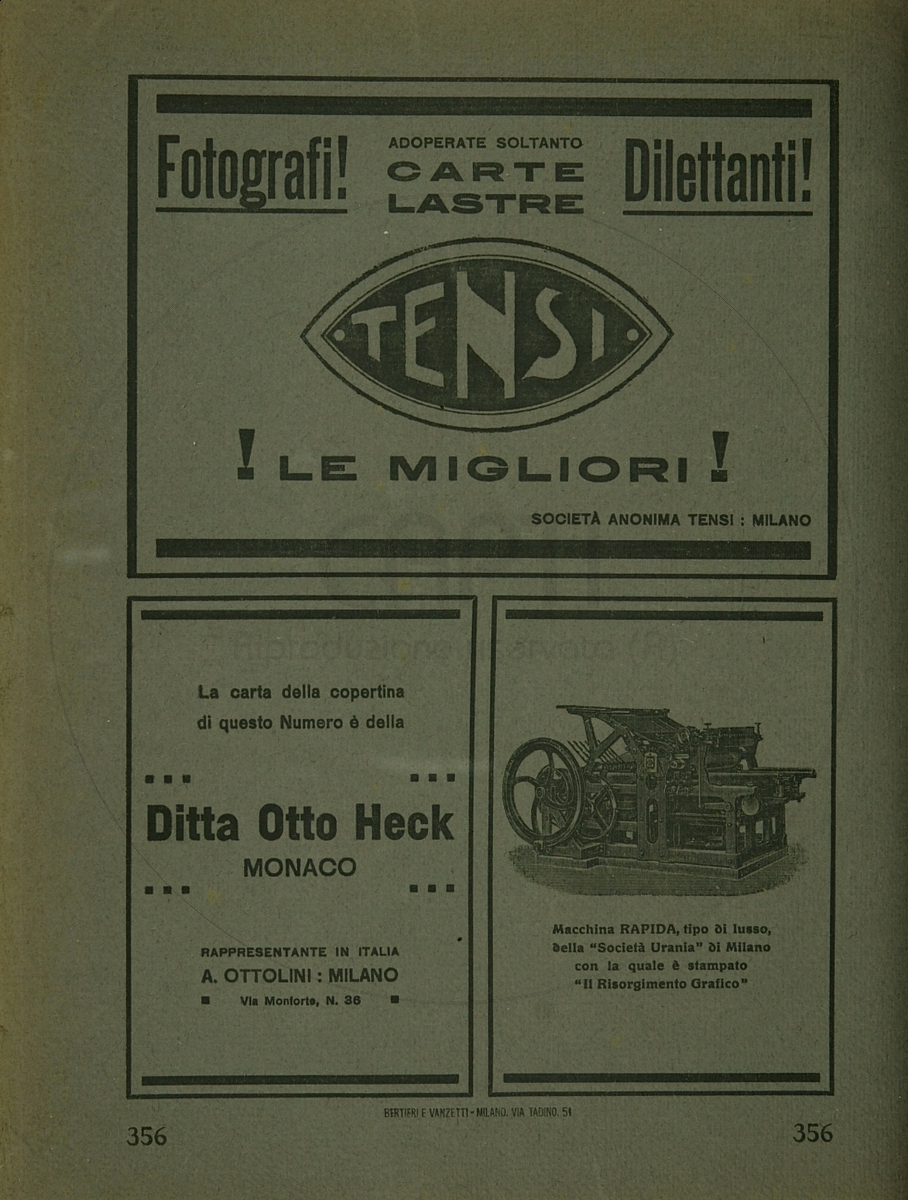 Fotografi!
ADOPERATE SOLTANTO
CARTE
LASTRE
Dilettanti!
TENSI
! LE MIGLIORI !
SOCIETÀ ANONIMA TENSI : MILANO
La carta della copertina
di questo Numero è della
Ditta Otto Heck
MONACO
RAPPRESENTANTE IN ITALIA
A. OTTOLINI : MILANO
Via Monforte, N. 36
Macchina RAPIDA, tipo di lusso,
della "Società Urania" di Milano
con la quale è stampato
"Il Risorgimento Grafico"
BERTIERI E VANZETTI - MILANO. VIA TADINO, 51
356
356